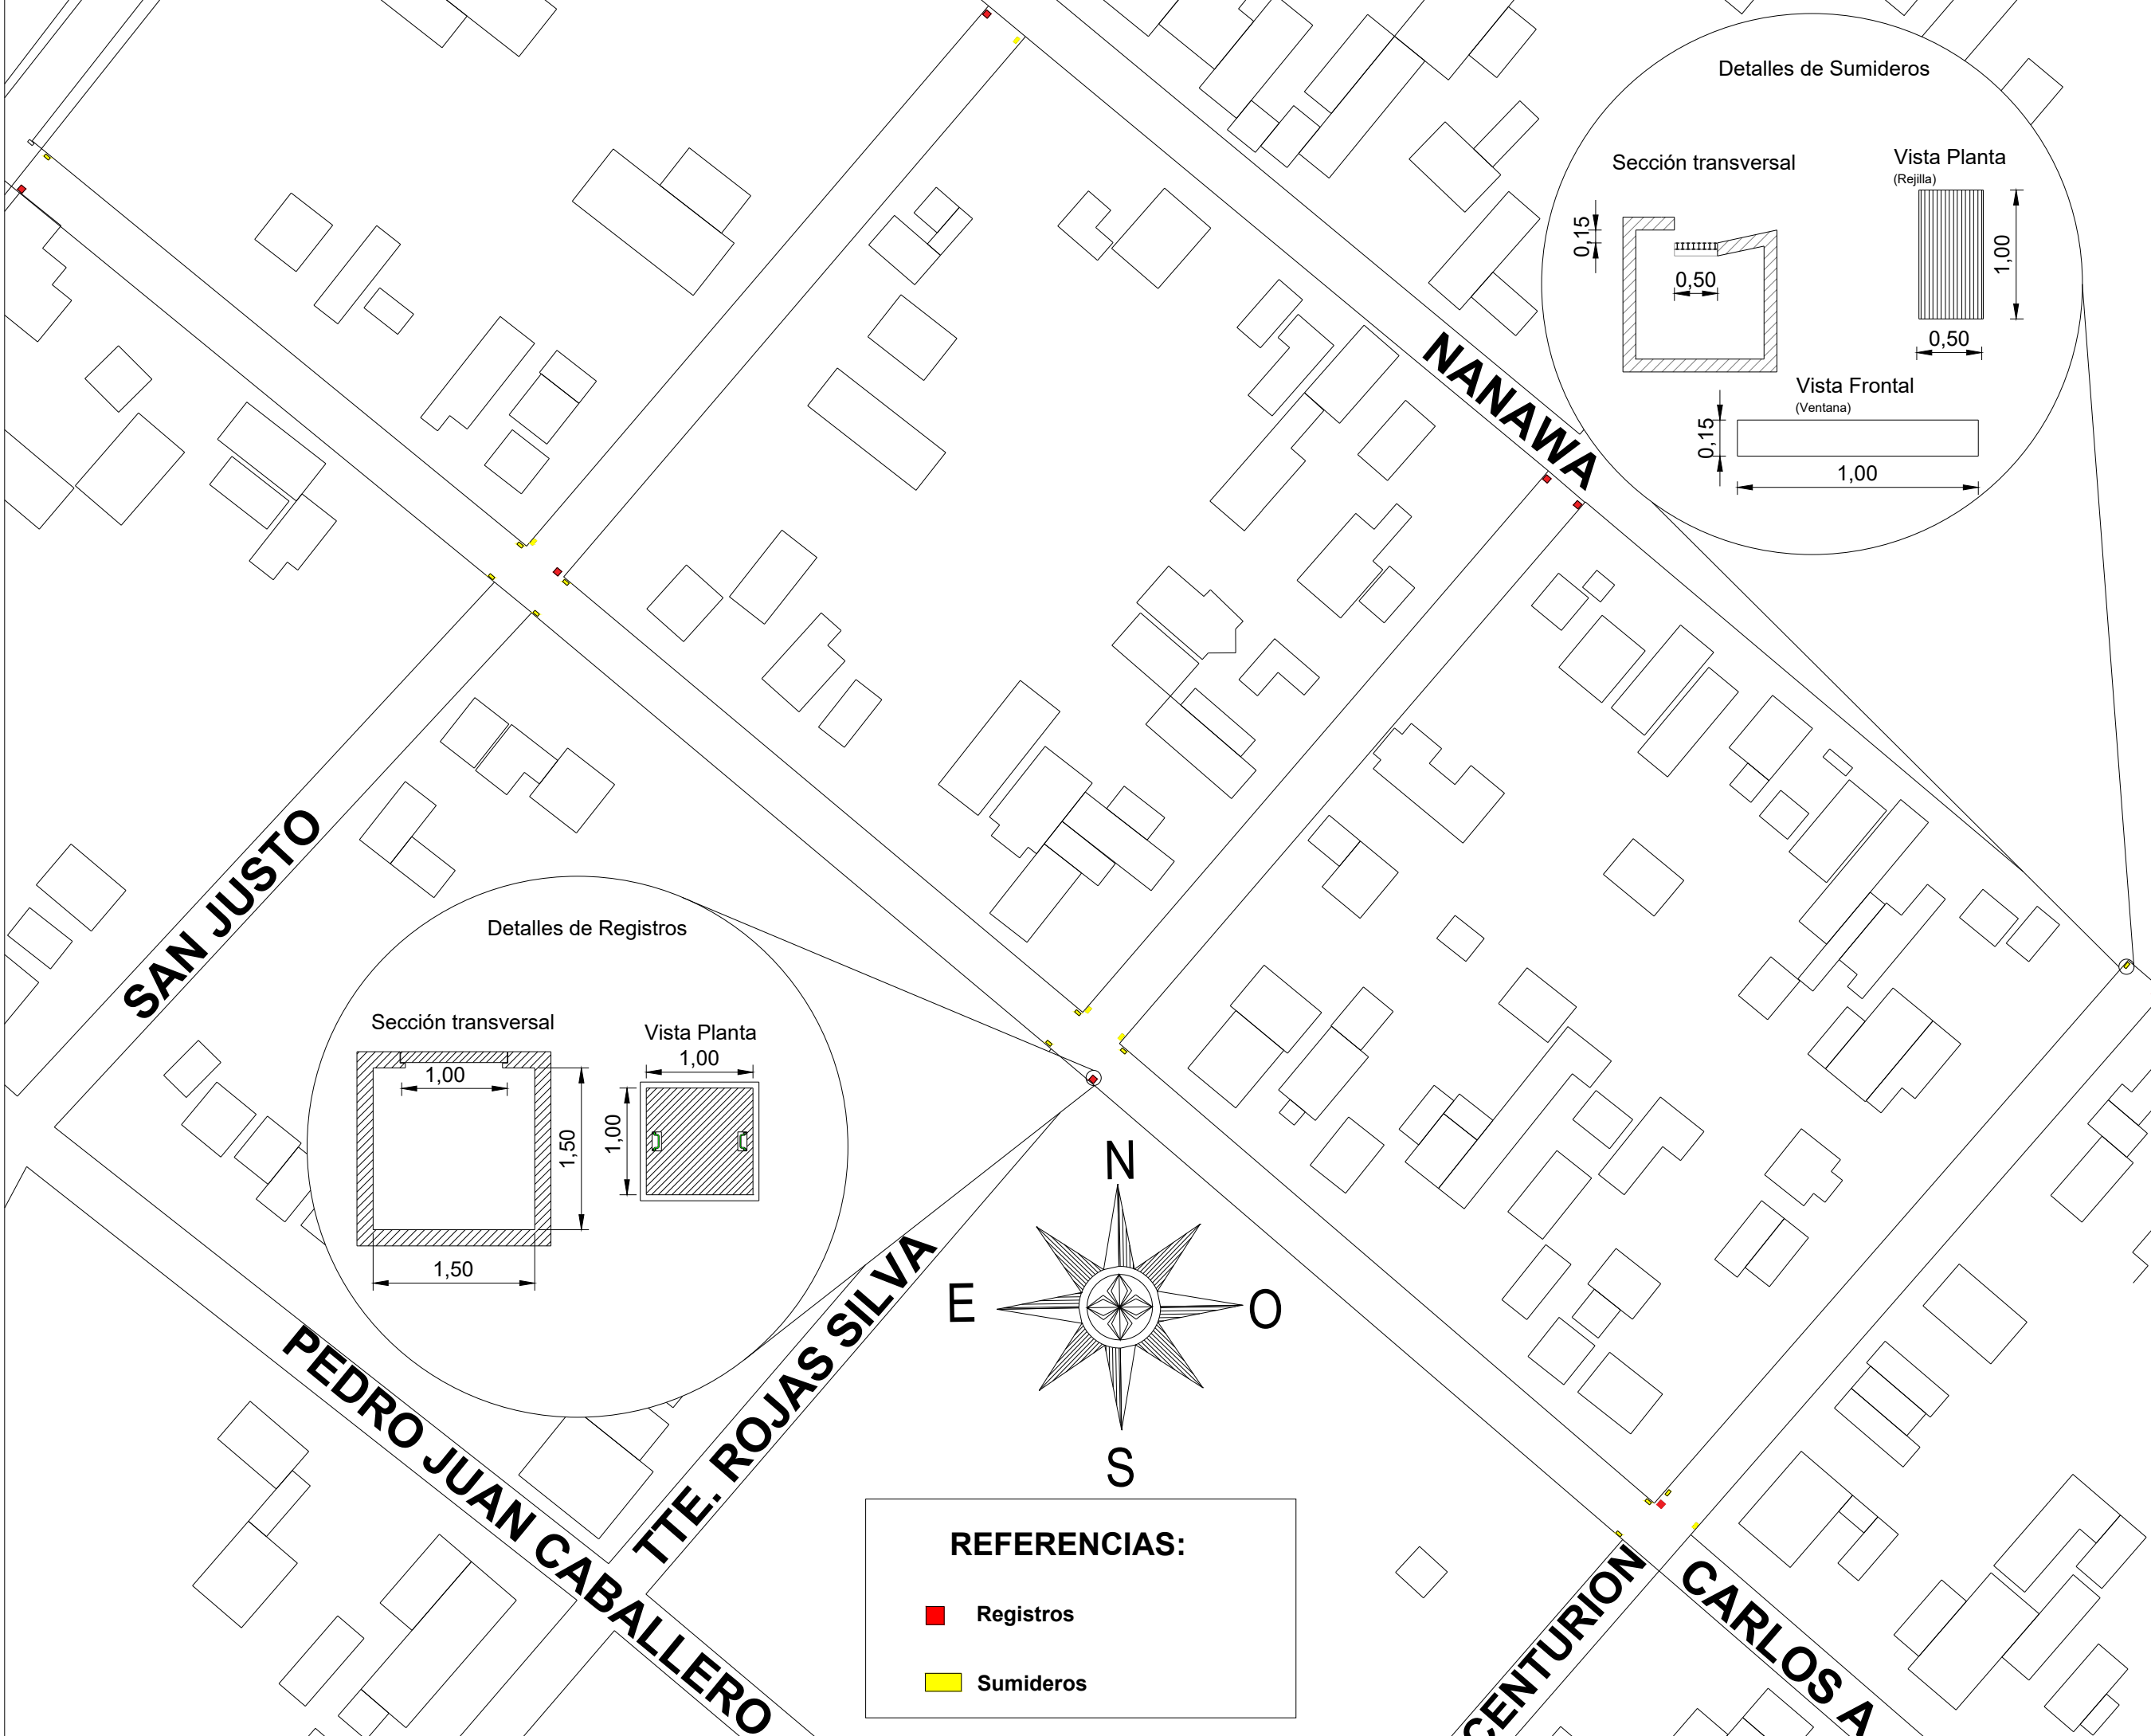 Detalles de Sumideros
Sección transversal
Vista Planta
(Rejilla)
0,15
0,50
1,00
0,50
Vista Frontal
(Ventana)
0,15
1,00
NANAWA
SAN JUSTO
Detalles de Registros
Sección transversal
Vista Planta
1,00
1,00
1,50
1,00
1,50
N
E
O
S
TTE. ROJAS SILVA
PEDRO JUAN CABALLERO
REFERENCIAS:
Registros
Sumideros
CENTURION
CARLOS A